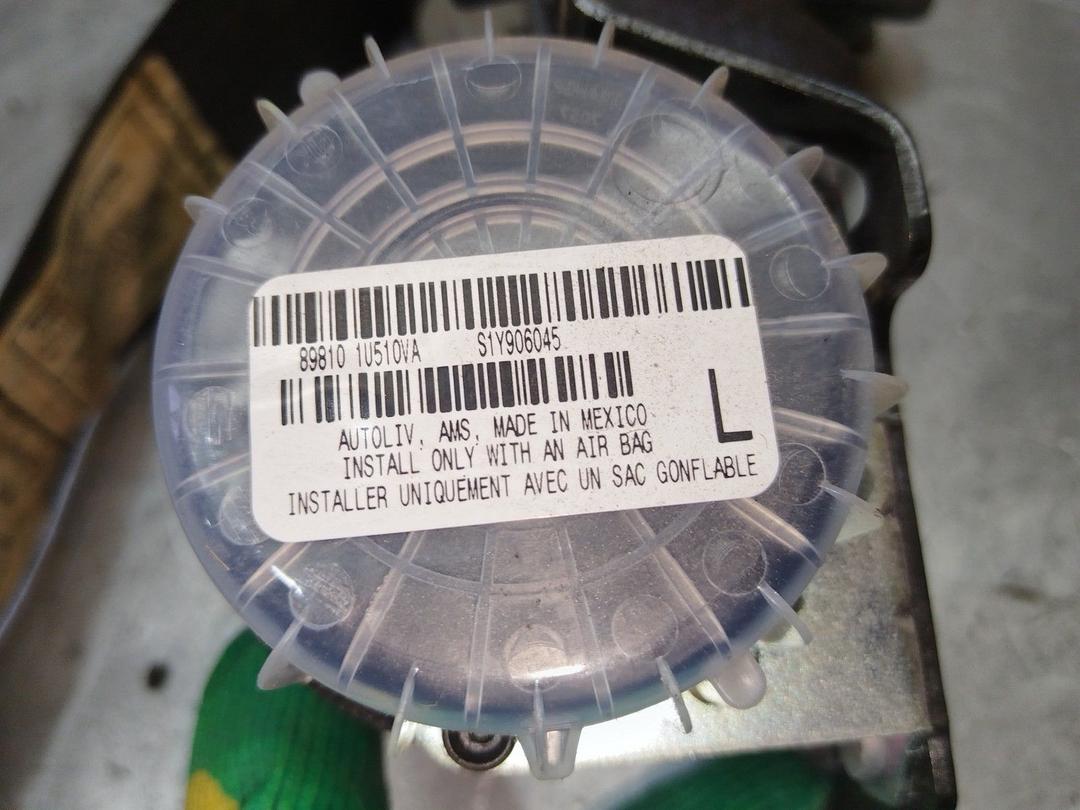 89810 1U510VA S1Y906045
AUTOLIV, AMS, MADE IN MEXICO
INSTALL ONLY WITH AN AIR BAG
INSTALLER UNIQUEMENT AVEC UN SAC GONFLABLE
L